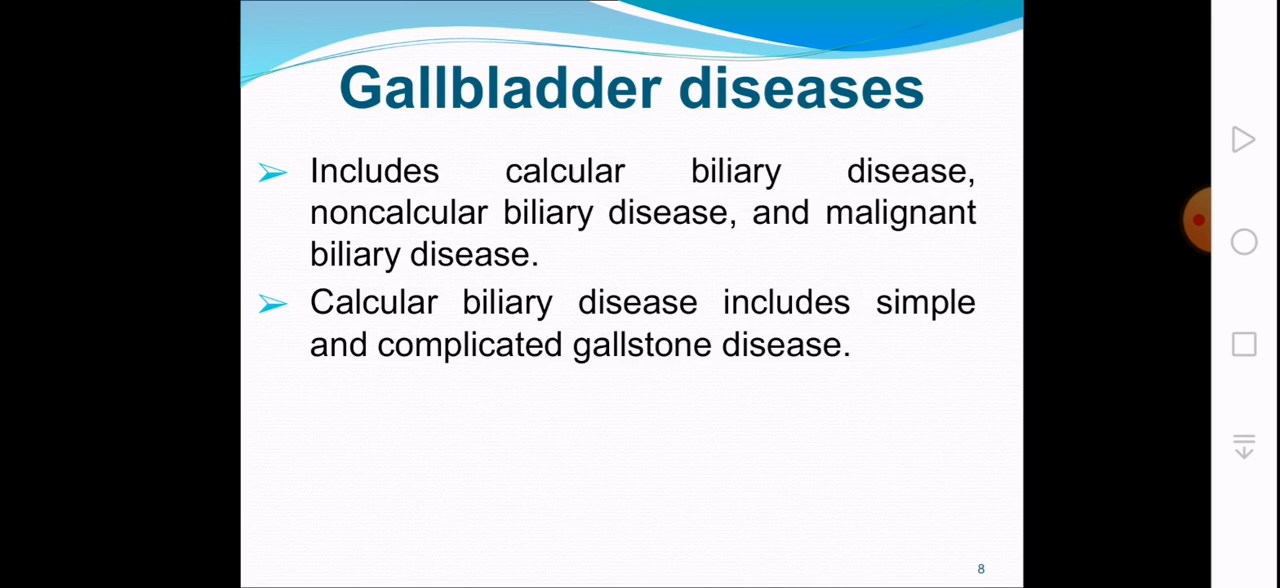 Gallbladder diseases
Includes calcular biliary disease,
noncalcular biliary disease, and malignant
biliary disease.
Calcular biliary disease includes simple
and complicated gallstone disease.
8